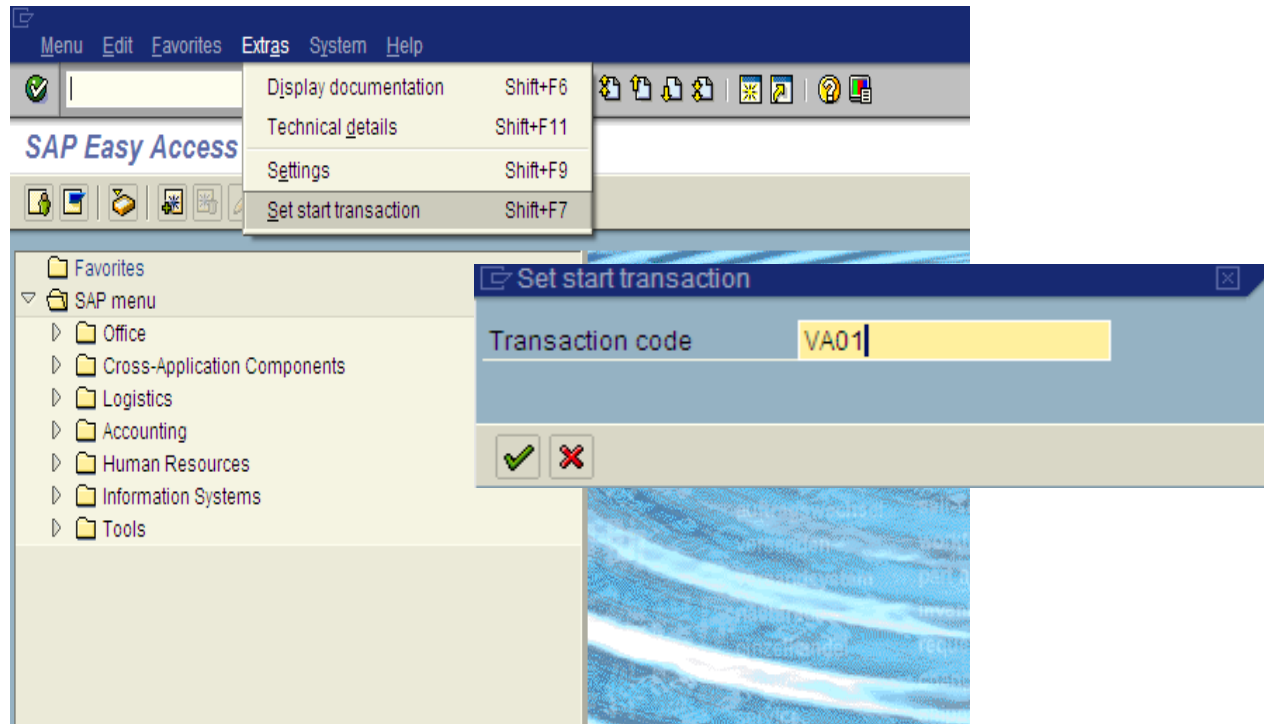 Menu Edit Favorites Extras System Help
Display documentation Shift+F6
Technical details Shift+F11
Settings Shift+F9
Set start transaction Shift+F7
SAP Easy Access
Favorites
SAP menu
Office
Cross-Application Components
Logistics
Accounting
Human Resources
Information Systems
Tools
Set start transaction
Transaction code VA01